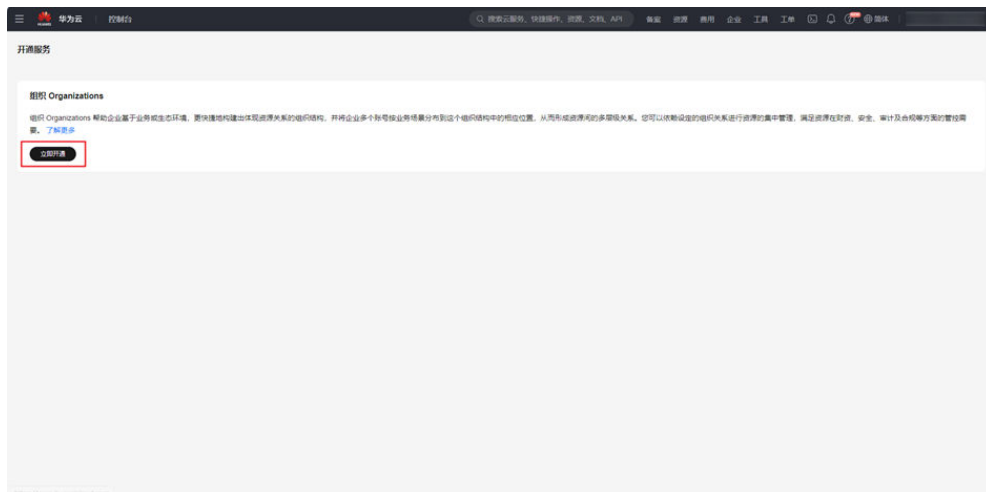 HUAWEI 华为云 控制台 搜索云服务、快捷操作、资源、文档、API 备案 资源 费用 企业 工具 工单 简体
开通服务
组织 Organizations
组织 Organizations 帮助企业基于业务或生态环境，更快捷地构建出体现资源关系的组织结构，并将企业多个账号按业务场景分布到这个组织结构中的相应位置，从而形成资源间的多层级关系。您可以依赖设定的组织关系进行资源的集中管理，满足资源在财资、安全、审计及合规等方面的管控需
要。 了解更多
立即开通